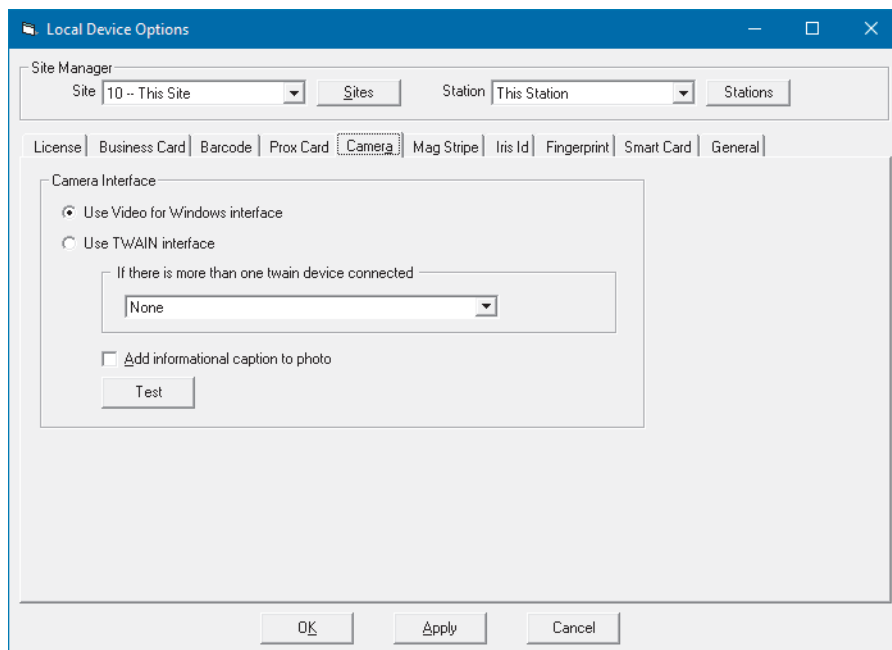 Local Device Options
Site Manager
Site 10 -- This Site Sites Station This Station Stations
License Business Card Barcode Prox Card Camera Mag Stripe Iris Id Fingerprint Smart Card General
Camera Interface
Use Video for Windows interface
Use TWAIN interface
If there is more than one twain device connected
None
Add informational caption to photo
Test
OK Apply Cancel